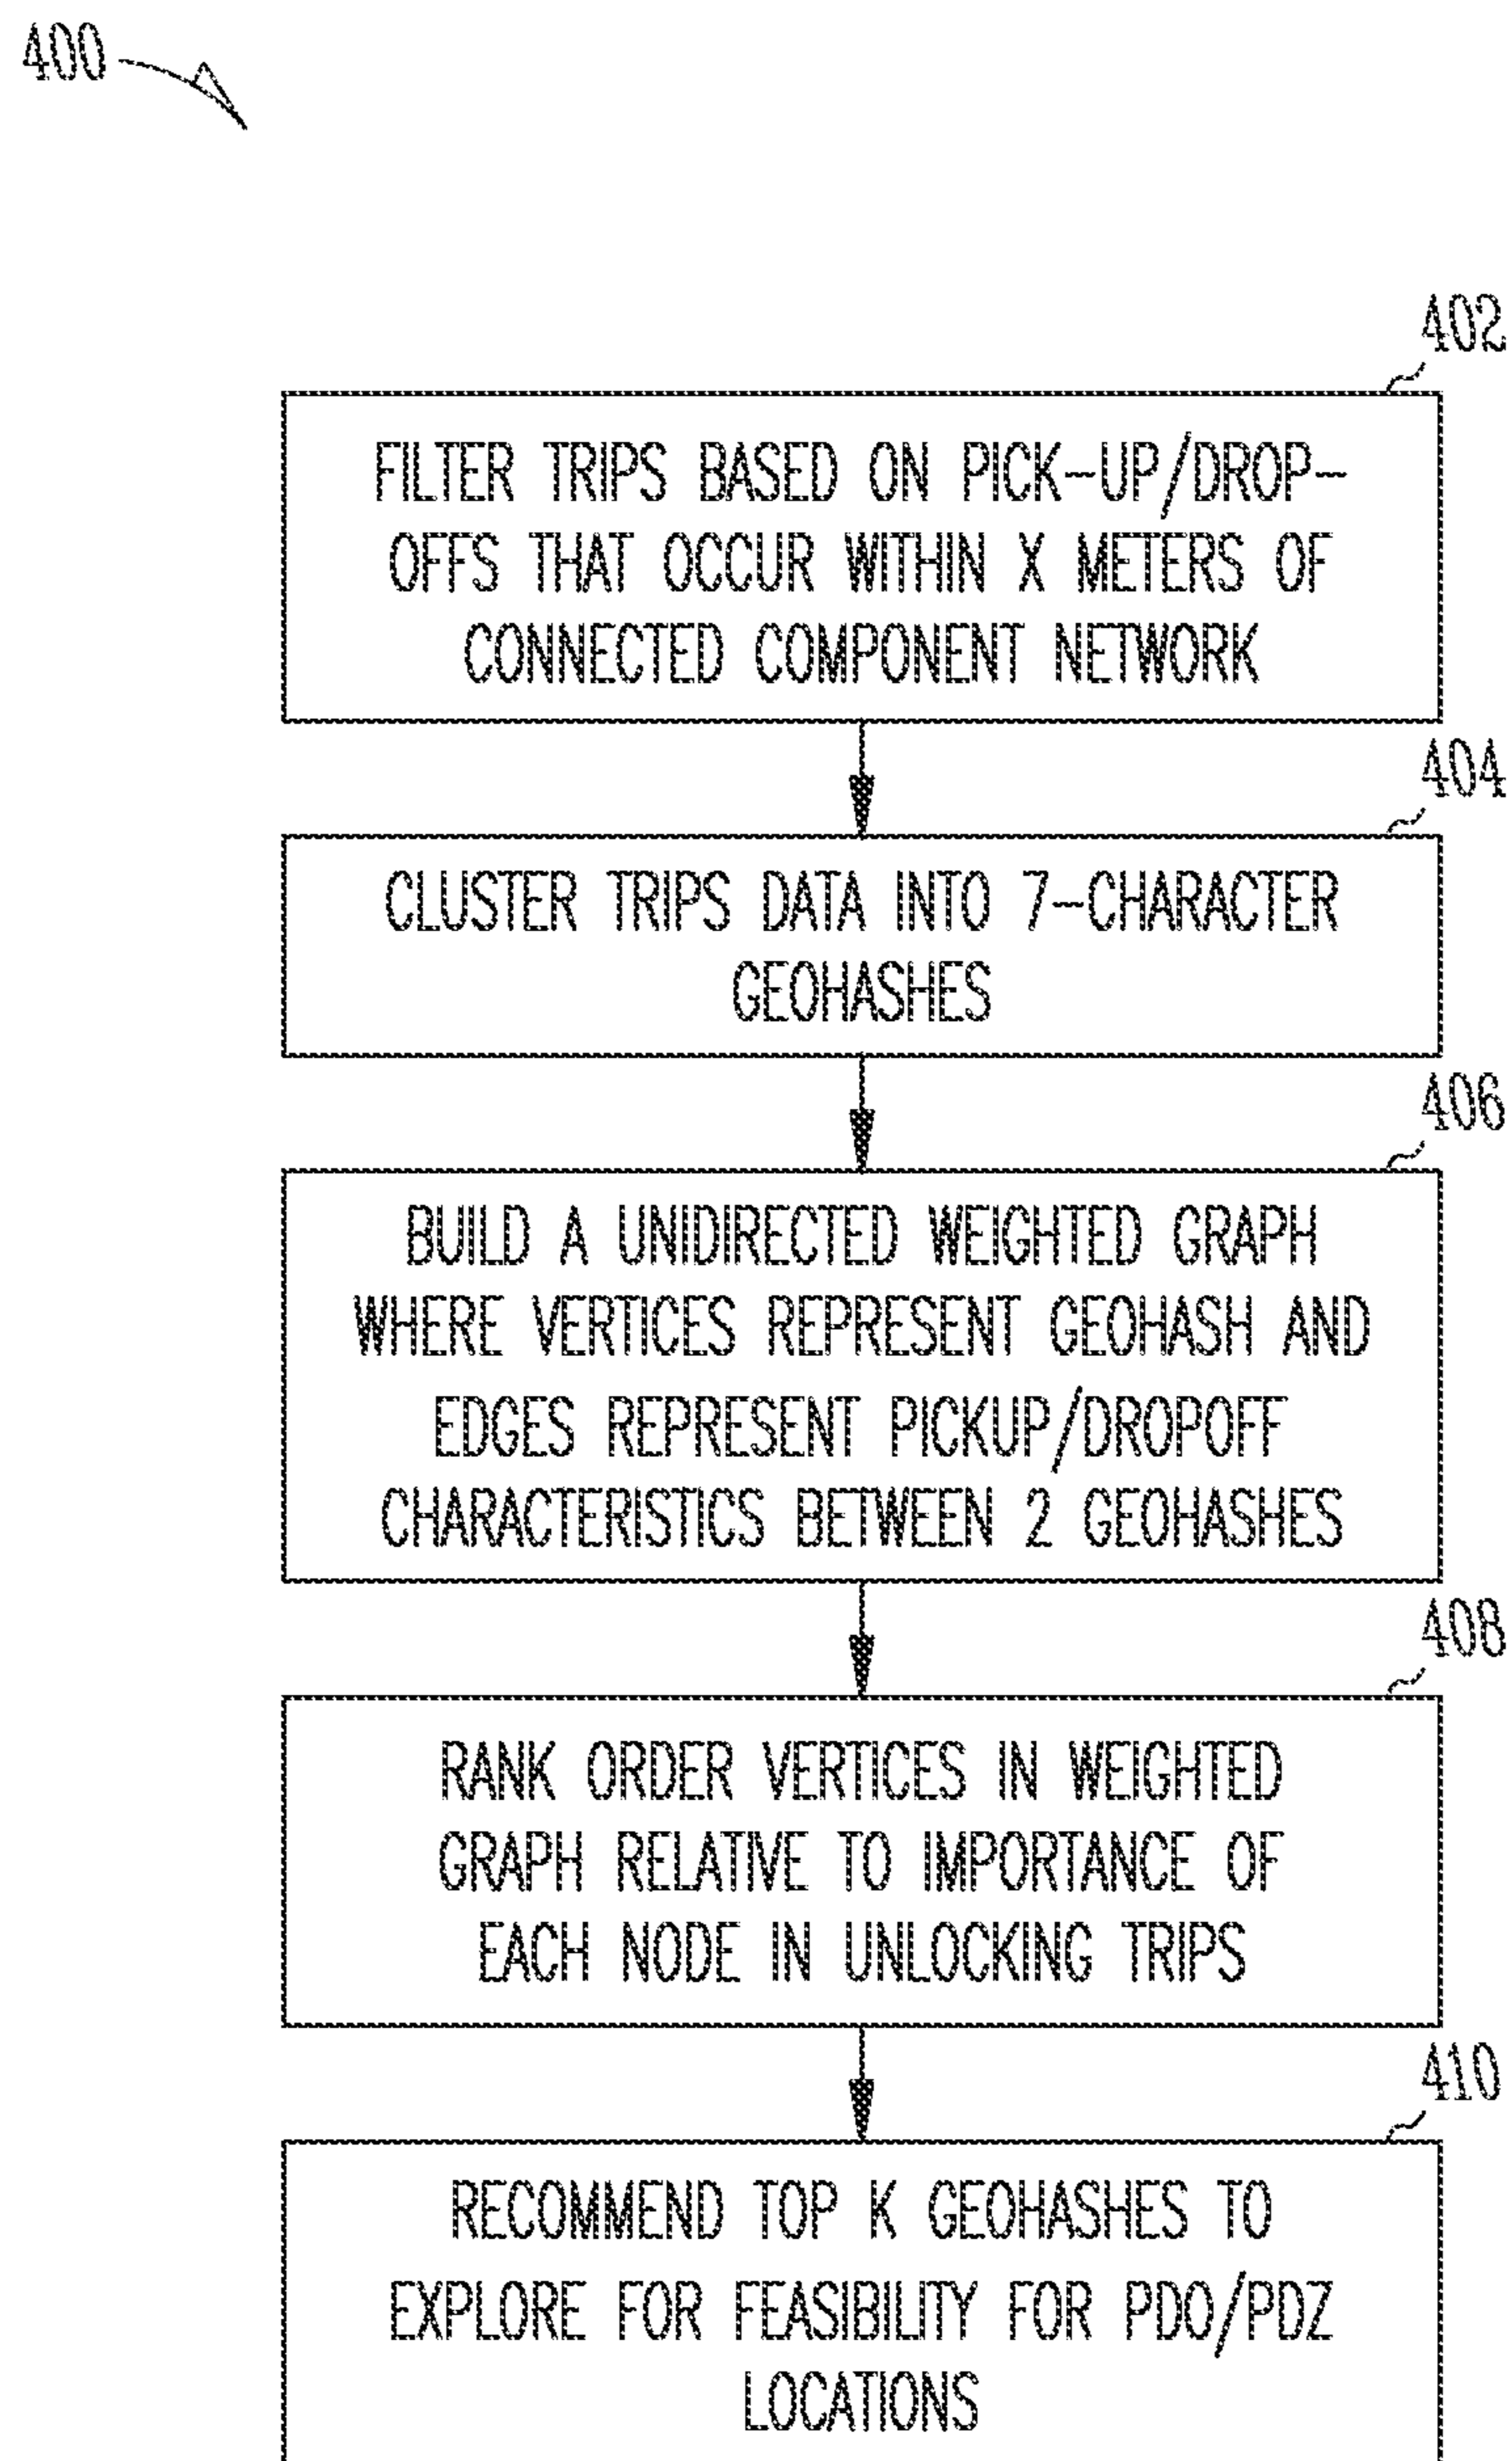 400
402
FILTER TRIPS BASED ON PICK-UP/DROP-
OFFS THAT OCCUR WITHIN X METERS OF
CONNECTED COMPONENT NETWORK
404
CLUSTER TRIPS DATA INTO 7-CHARACTER
GEOHASHES
406
BUILD A UNIDIRECTED WEIGHTED GRAPH
WHERE VERTICES REPRESENT GEOHASH AND
EDGES REPRESENT PICKUP/DROPOFF
CHARACTERISTICS BETWEEN 2 GEOHASHES
408
RANK ORDER VERTICES IN WEIGHTED
GRAPH RELATIVE TO IMPORTANCE OF
EACH NODE IN UNLOCKING TRIPS
410
RECOMMEND TOP K GEOHASHES TO
EXPLORE FOR FEASIBILITY FOR PDO/PDZ
LOCATIONS